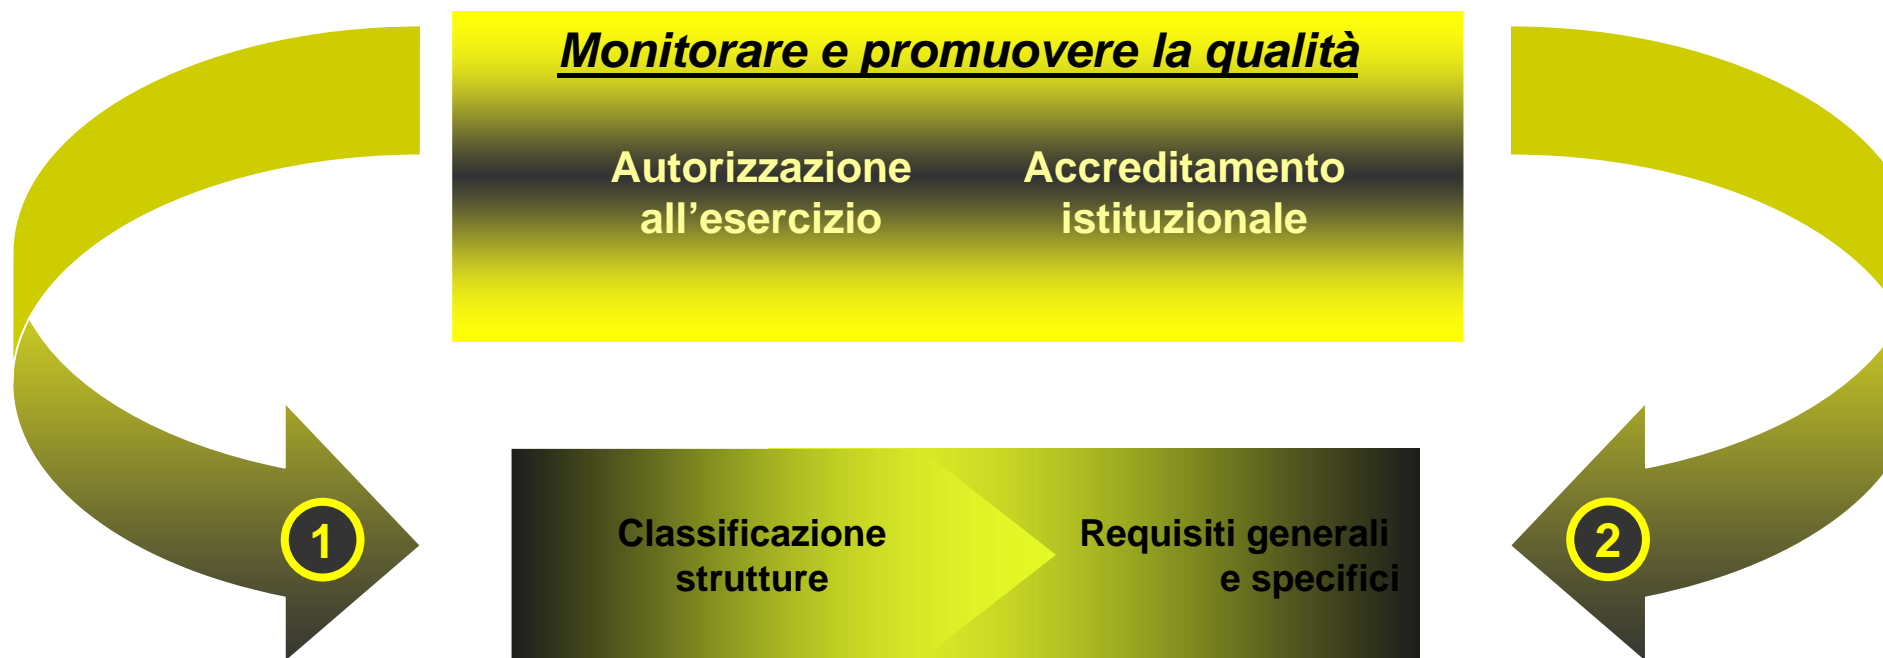 Monitorare e promuovere la qualità
Autorizzazione
all’esercizio
Accreditamento
istituzionale
1
Classificazione
strutture
Requisiti generali
e specifici
2